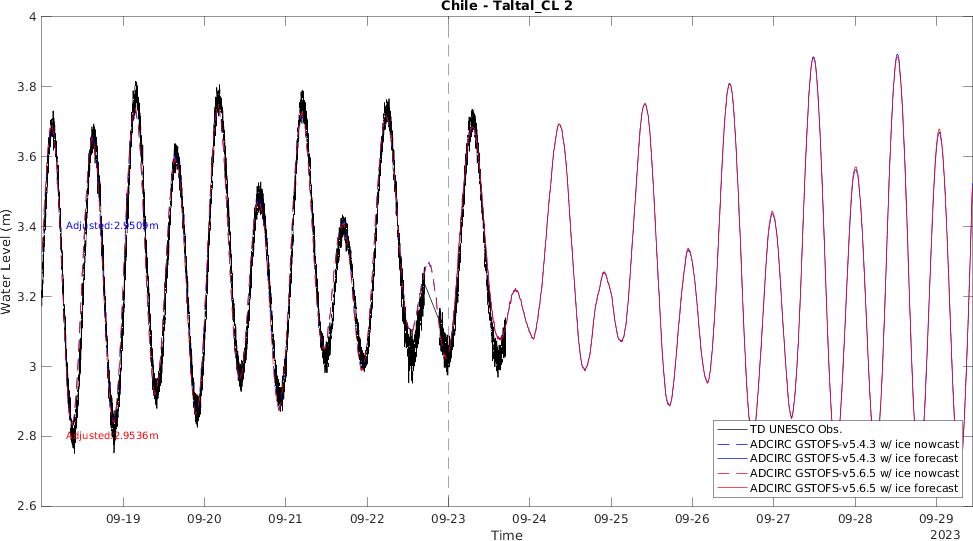 Chile - Taltal_CL 2
4
3.8
3.6
3.4
3.2
3
2.8
2.6
Water Level (m)
Adjusted:2.9509m
Adjusted:2.9536m
TD UNESCO Obs.
ADCIRC GSTOFS-v5.4.3 w/ ice nowcast
ADCIRC GSTOFS-v5.4.3 w/ ice forecast
ADCIRC GSTOFS-v5.6.5 w/ ice nowcast
ADCIRC GSTOFS-v5.6.5 w/ ice forecast
09-19 09-20 09-21 09-22 09-23 09-24 09-25 09-26 09-27 09-28 09-29
Time
2023